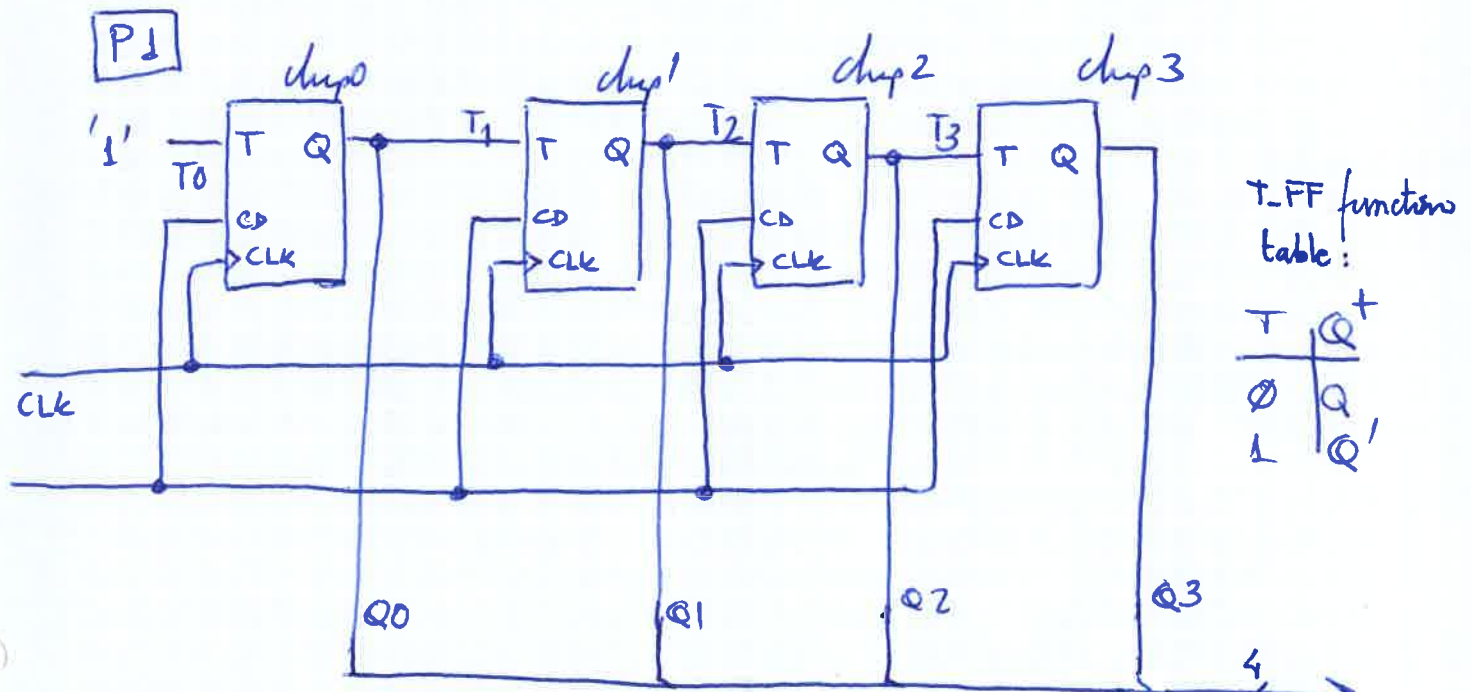 P1
chip0 chip1 chip2 chip3
'1' T0 T Q T1 T Q T2 T Q T3 T Q
CD CD CD CD
CLK CLK CLK CLK
CLK
T_FF function
table:
T Q+
Ø Q
1 Q'
Q0 Q1 Q2 Q3
4